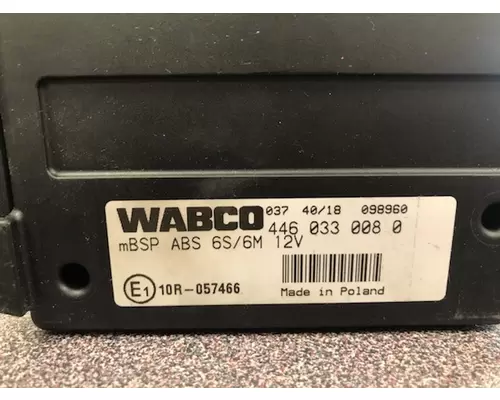 WABCO 037 40/18 098960
446 033 008 0
mBSP ABS 6S/6M 12V
E1 10R-057466
Made in Poland